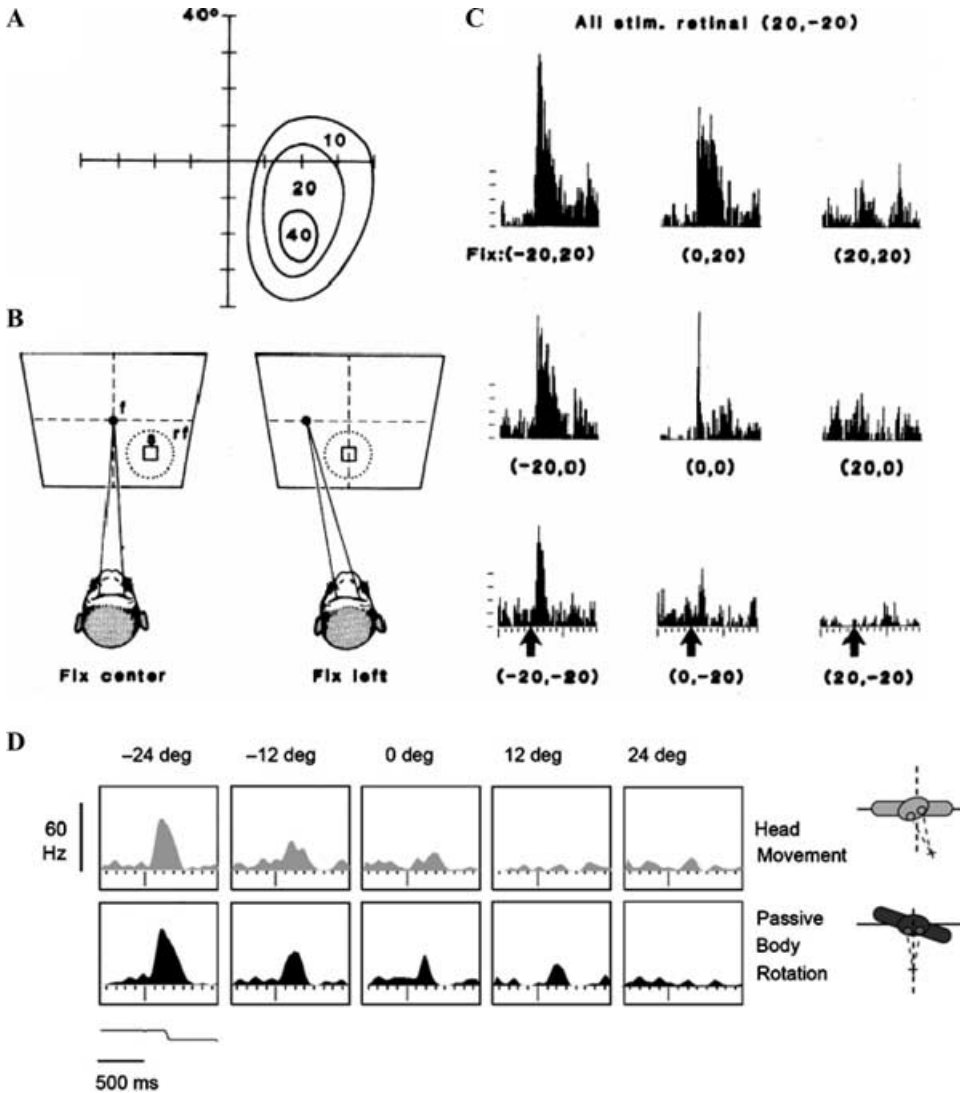 A
40°
10
20
40
B
f
s
rf
Fix center
Fix left
C
All stim. retinal (20,-20)
Fix:(-20,20)
(0,20)
(20,20)
(-20,0)
(0,0)
(20,0)
(-20,-20)
(0,-20)
(20,-20)
D
–24 deg
–12 deg
0 deg
12 deg
24 deg
60
Hz
Head
Movement
Passive
Body
Rotation
500 ms